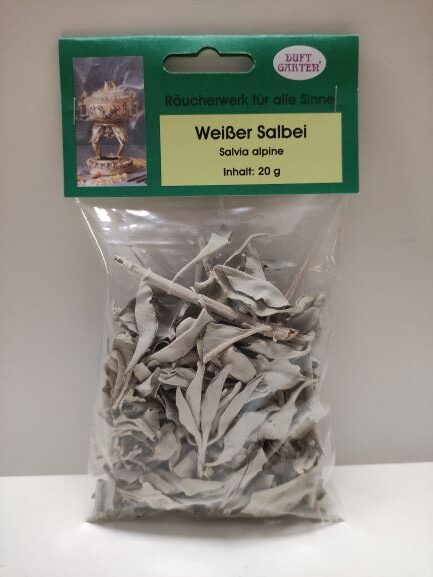 DUFT
GARTEN®
Räucherwerk für alle Sinne
Weißer Salbei
Salvia alpine
Inhalt: 20 g